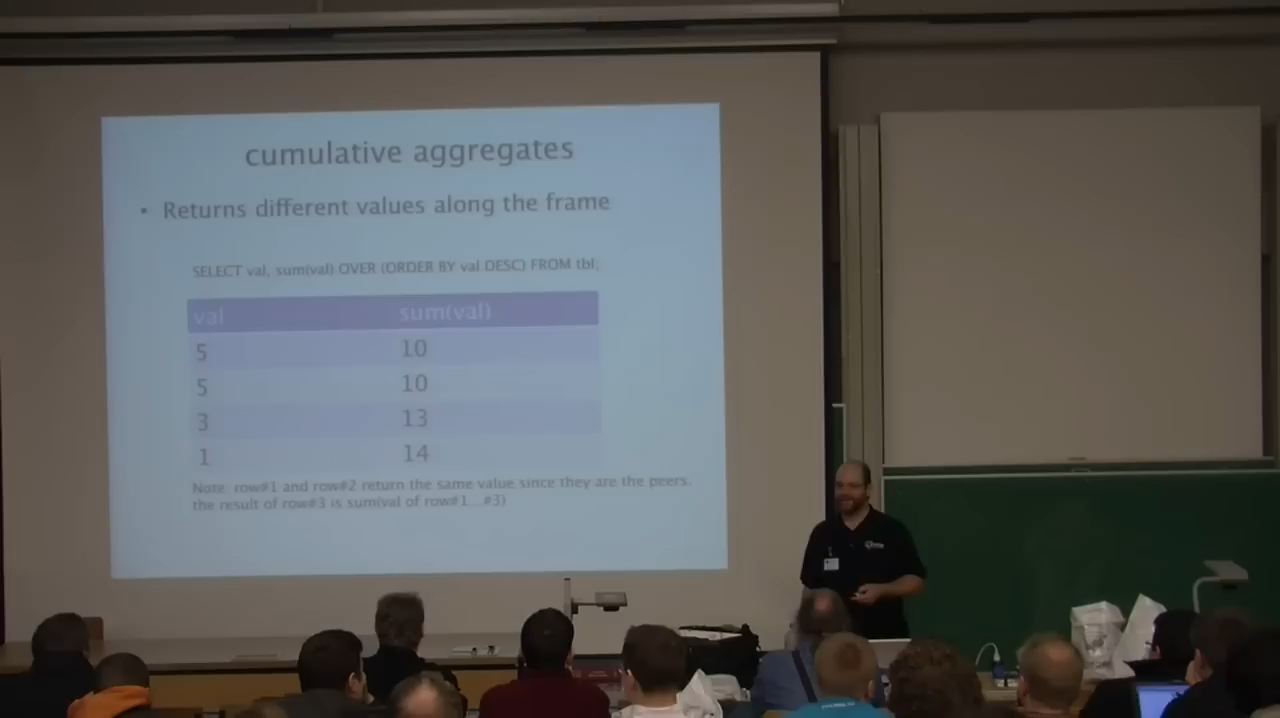 cumulative aggregates
• Returns different values along the frame
SELECT val, sum(val) OVER (ORDER BY val DESC) FROM tbl;
val sum(val)
5 10
5 10
3 13
1 14
Note: row#1 and row#2 return the same value since they are the peers.
the result of row#3 is sum(val of row#1...#3)